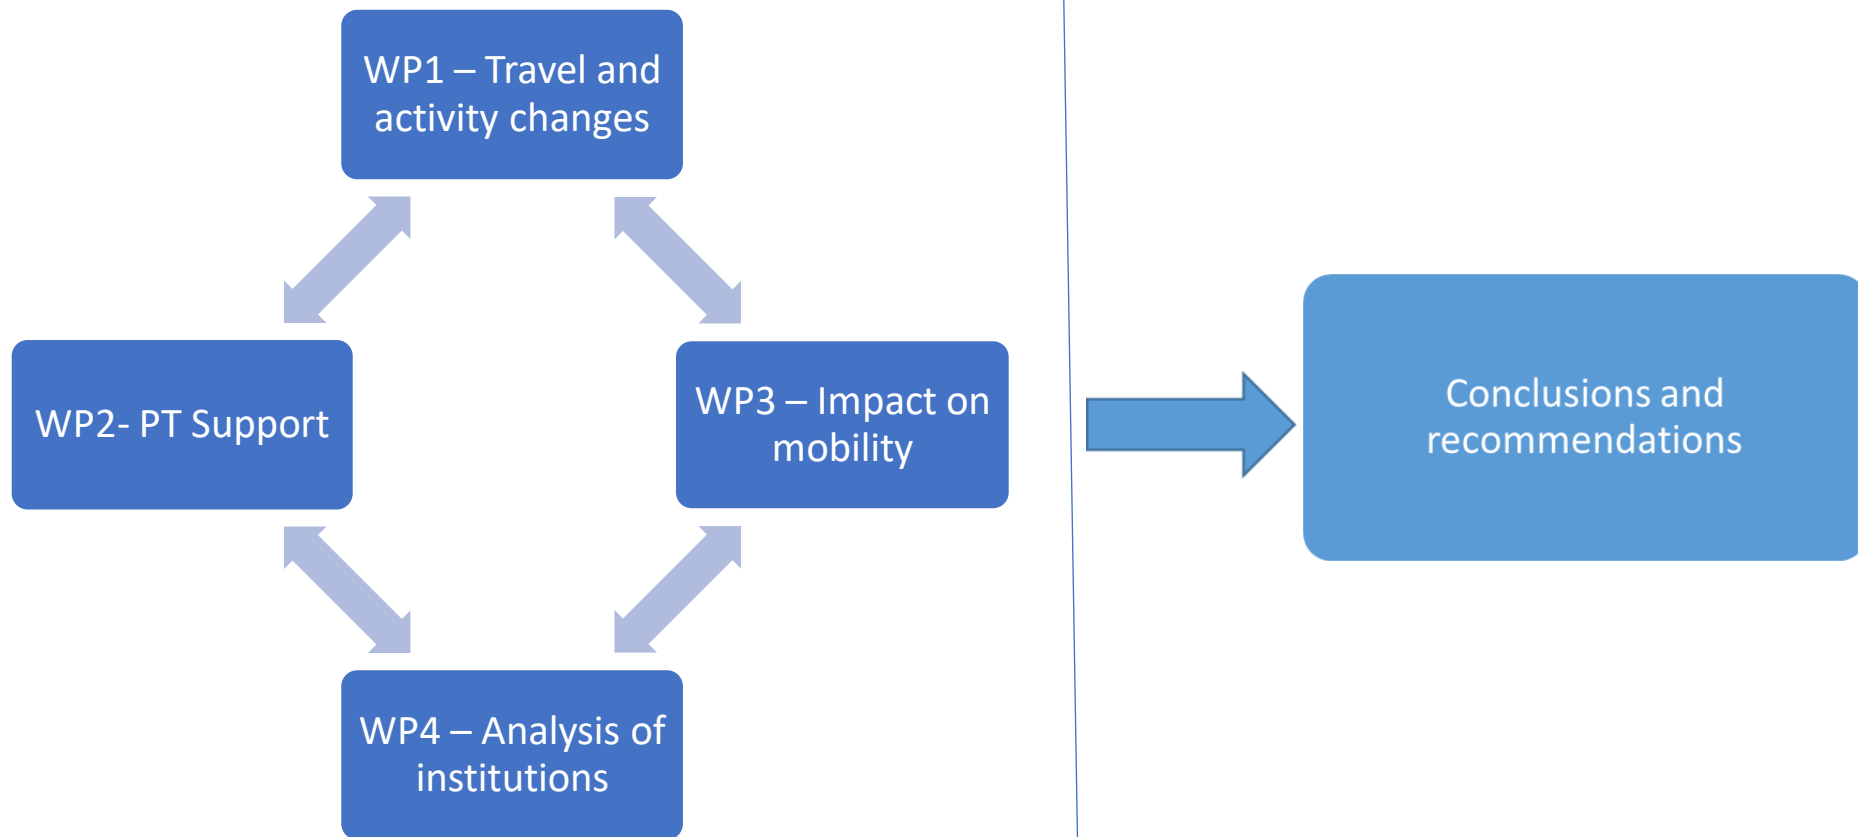 WP1 – Travel and
activity changes
WP2- PT Support
WP3 – Impact on
mobility
WP4 – Analysis of
institutions
Conclusions and
recommendations